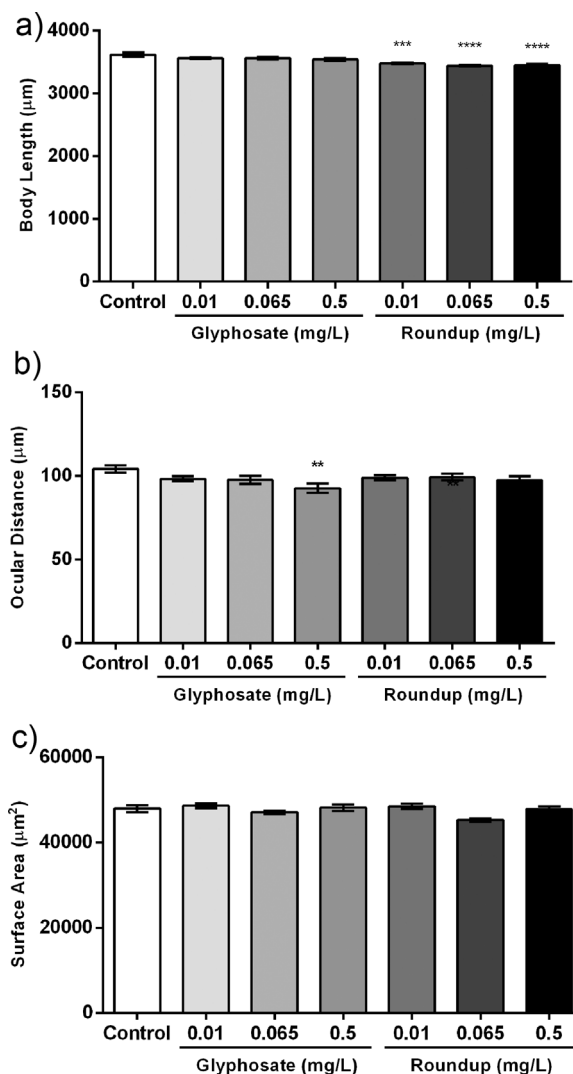 a)
Body Length (μm)
4000
3000
2000
1000
0
*** **** ****
Control 0.01 0.065 0.5 0.01 0.065 0.5
Glyphosate (mg/L) Roundup (mg/L)
b)
Ocular Distance (μm)
150
100
50
0
**
**
Control 0.01 0.065 0.5 0.01 0.065 0.5
Glyphosate (mg/L) Roundup (mg/L)
c)
Surface Area (μm²)
60000
40000
20000
0
Control 0.01 0.065 0.5 0.01 0.065 0.5
Glyphosate (mg/L) Roundup (mg/L)